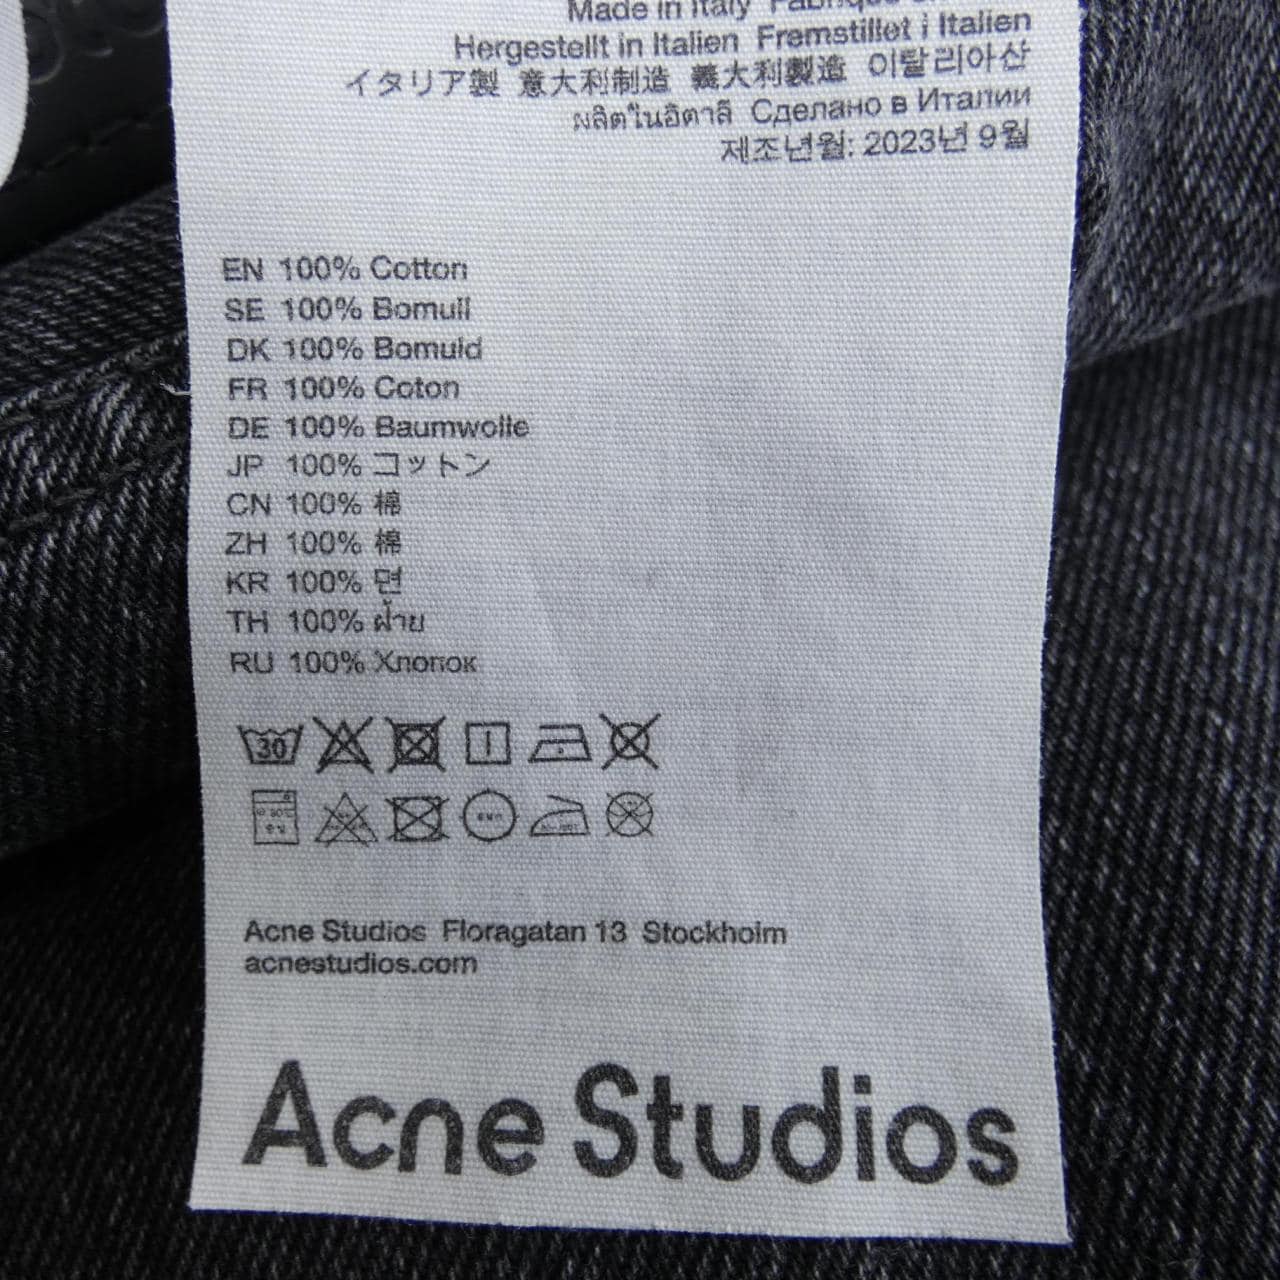 Made in Italy
Hergestellt in Italien Fremstillet i Italien
イタリア製 意大利制造 義大利製造 이탈리아산
ผลิตในอิตาลี Сделано в Италии
제조년월: 2023년 9월
EN 100% Cotton
SE 100% Bomull
DK 100% Bomuld
FR 100% Coton
DE 100% Baumwolle
JP 100% コットン
CN 100% 棉
ZH 100% 棉
KR 100% 면
TH 100% ฝ้าย
RU 100% Хлопок
30
Acne Studios Floragatan 13 Stockholm
acnestudios.com
Acne Studios